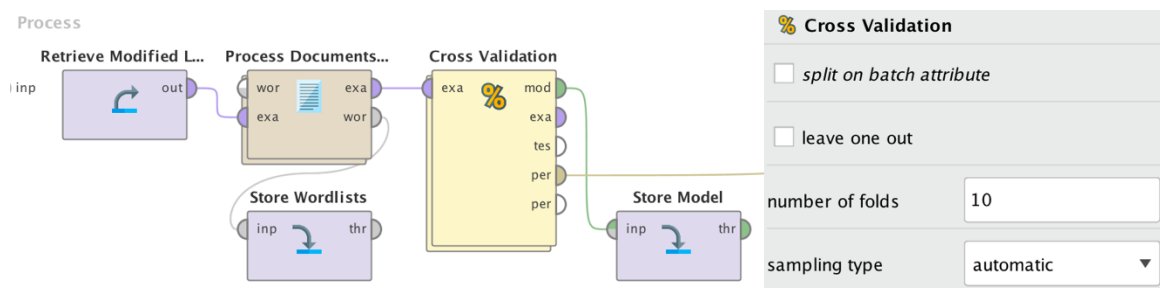 Process
Retrieve Modified L...
Process Documents...
Cross Validation
inp
out
wor
exa
exa
wor
exa
mod
exa
tes
per
per
Store Wordlists
inp
thr
Store Model
inp
thr
% Cross Validation
split on batch attribute
leave one out
number of folds
10
sampling type
automatic